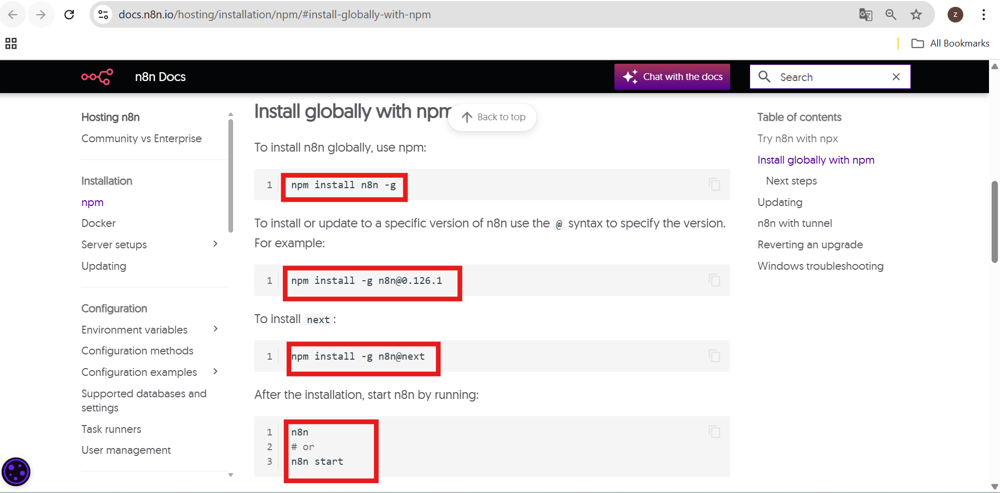 docs.n8n.io/hosting/installation/npm/#install-globally-with-npm
z
All Bookmarks
n8n Docs
Chat with the docs
Search
Hosting n8n
Community vs Enterprise
Installation
npm
Docker
Server setups
Updating
Configuration
Environment variables
Configuration methods
Configuration examples
Supported databases and
settings
Task runners
User management
Install globally with npm
Back to top
To install n8n globally, use npm:
1 npm install n8n -g
To install or update to a specific version of n8n use the @ syntax to specify the version.
For example:
1 npm install -g n8n@0.126.1
To install next:
1 npm install -g n8n@next
After the installation, start n8n by running:
1 n8n
2 # or
3 n8n start
Table of contents
Try n8n with npx
Install globally with npm
Next steps
Updating
n8n with tunnel
Reverting an upgrade
Windows troubleshooting